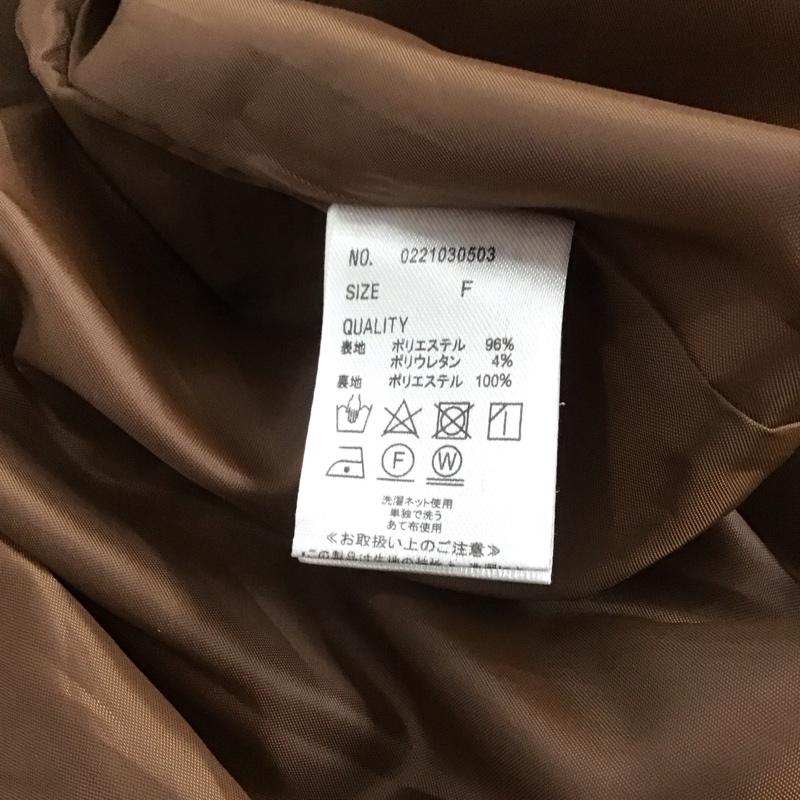 NO. 0221030503
SIZE F
QUALITY
表地 ポリエステル 96%
ポリウレタン 4%
裏地 ポリエステル 100%
F W
洗濯ネット使用
単独で洗う
あて布使用
≪お取扱い上のご注意≫